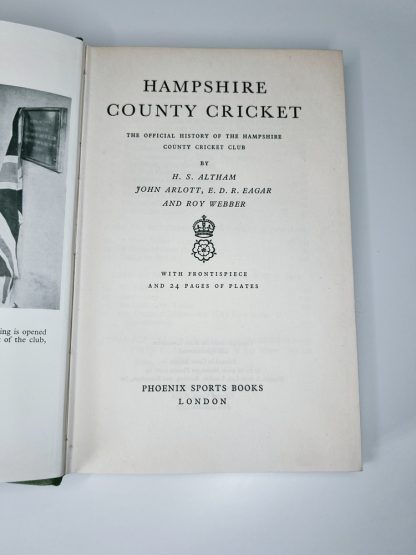 HAMPSHIRE
COUNTY CRICKET
THE OFFICIAL HISTORY OF THE HAMPSHIRE
COUNTY CRICKET CLUB
BY
H. S. ALTHAM
JOHN ARLOTT, E. D. R. EAGAR
AND ROY WEBBER
WITH FRONTISPIECE
AND 24 PAGES OF PLATES
PHOENIX SPORTS BOOKS
LONDON
ing is opened
of the club,